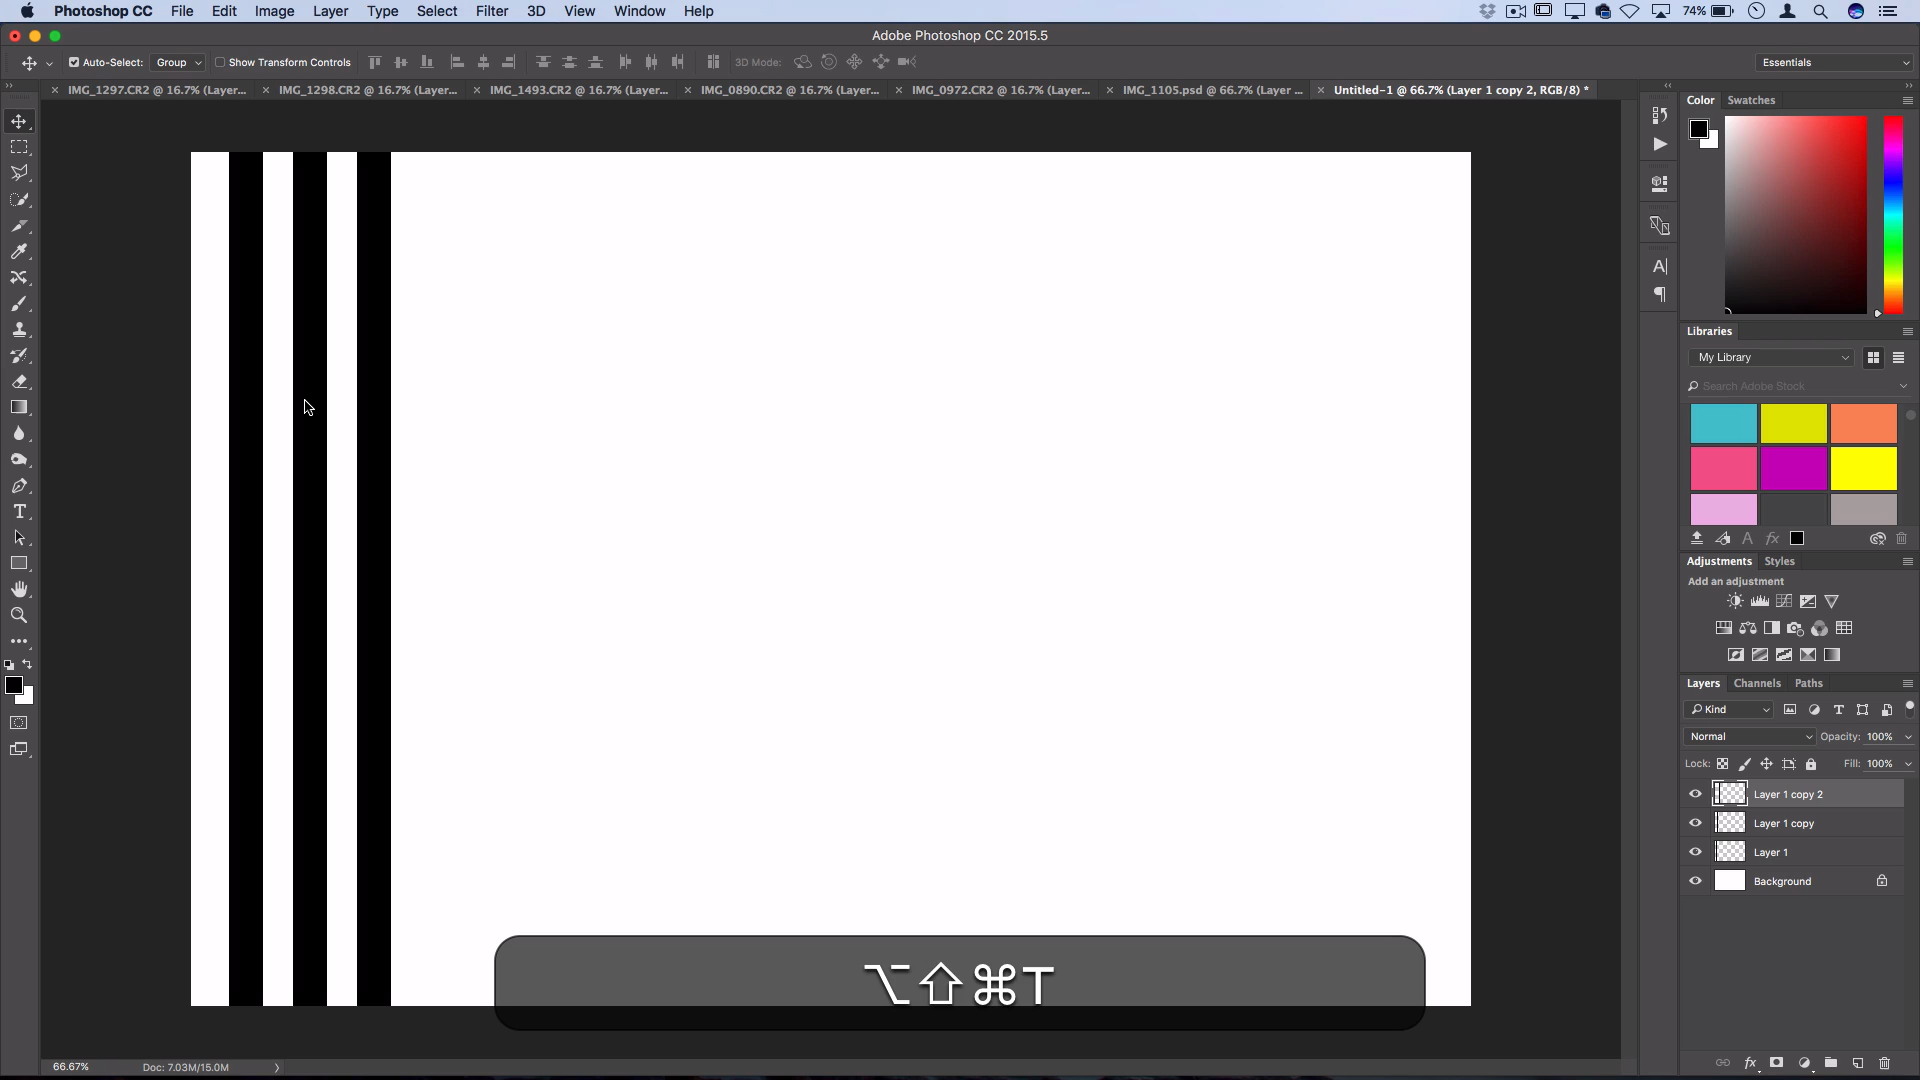 Photoshop CC File Edit Image Layer Type Select Filter 3D View Window Help 74%
Adobe Photoshop CC 2015.5
Auto-Select: Group Show Transform Controls 3D Mode: Essentials
IMG_1297.CR2 @ 16.7% (Layer... IMG_1298.CR2 @ 16.7% (Layer... IMG_1493.CR2 @ 16.7% (Layer... IMG_0890.CR2 @ 16.7% (Layer... IMG_0972.CR2 @ 16.7% (Layer... IMG_1105.psd @ 66.7% (Layer ... Untitled-1 @ 66.7% (Layer 1 copy 2, RGB/8) *
Color Swatches
Libraries
My Library
Search Adobe Stock
Adjustments Styles
Add an adjustment
Layers Channels Paths
Kind
Normal Opacity: 100%
Lock: Fill: 100%
Layer 1 copy 2
Layer 1 copy
Layer 1
Background
⌥⇧⌘T
66.67% Doc: 7.03M/15.0M